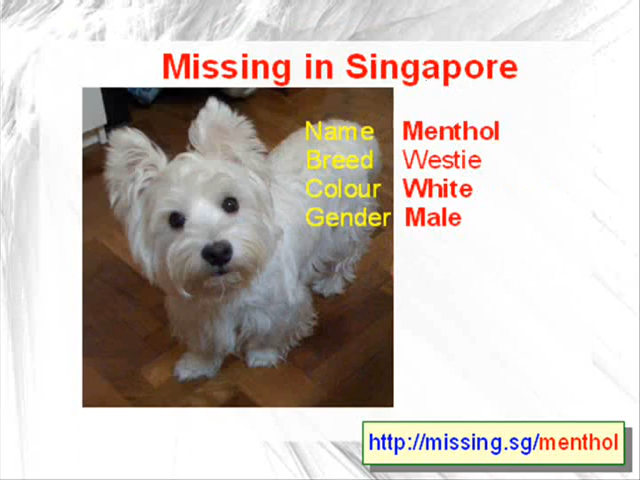 Missing in Singapore
Name Menthol
Breed Westie
Colour White
Gender Male
http://missing.sg/menthol